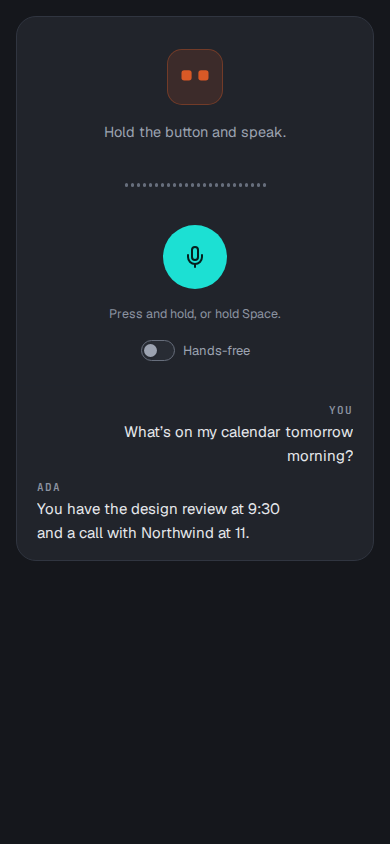 Hold the button and speak.
Press and hold, or hold Space.
Hands-free
YOU
What's on my calendar tomorrow
morning?
ADA
You have the design review at 9:30
and a call with Northwind at 11.